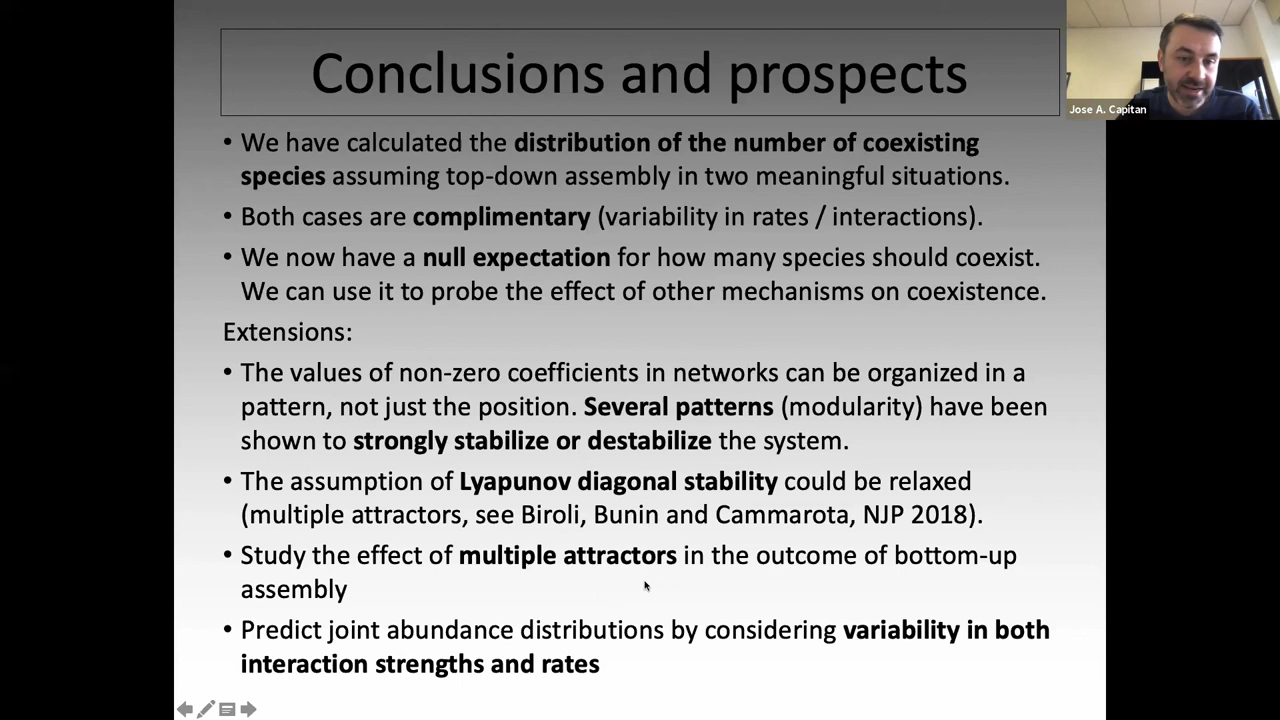 Conclusions and prospects
Jose A. Capitan
• We have calculated the distribution of the number of coexisting
species assuming top-down assembly in two meaningful situations.
• Both cases are complimentary (variability in rates / interactions).
• We now have a null expectation for how many species should coexist.
We can use it to probe the effect of other mechanisms on coexistence.
Extensions:
• The values of non-zero coefficients in networks can be organized in a
pattern, not just the position. Several patterns (modularity) have been
shown to strongly stabilize or destabilize the system.
• The assumption of Lyapunov diagonal stability could be relaxed
(multiple attractors, see Biroli, Bunin and Cammarota, NJP 2018).
• Study the effect of multiple attractors in the outcome of bottom-up
assembly
• Predict joint abundance distributions by considering variability in both
interaction strengths and rates